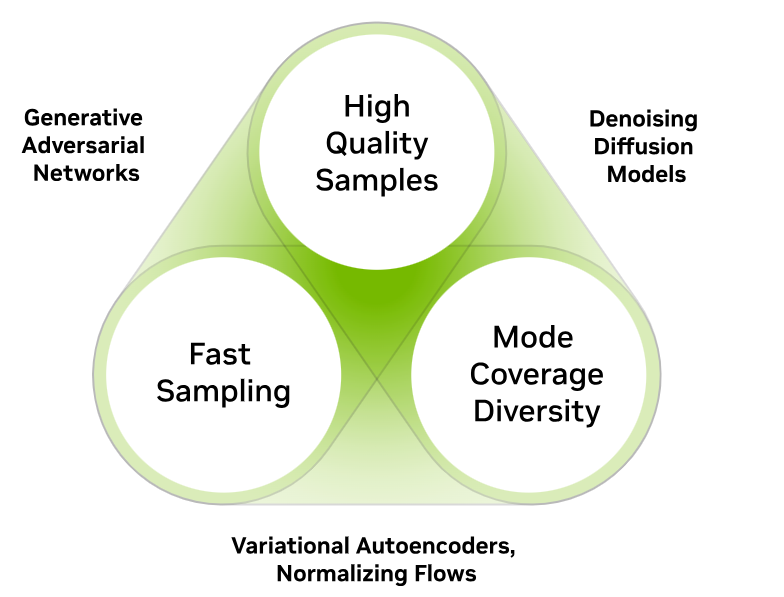 High
Quality
Samples
Generative
Adversarial
Networks
Denoising
Diffusion
Models
Fast
Sampling
Mode
Coverage
Diversity
Variational Autoencoders,
Normalizing Flows